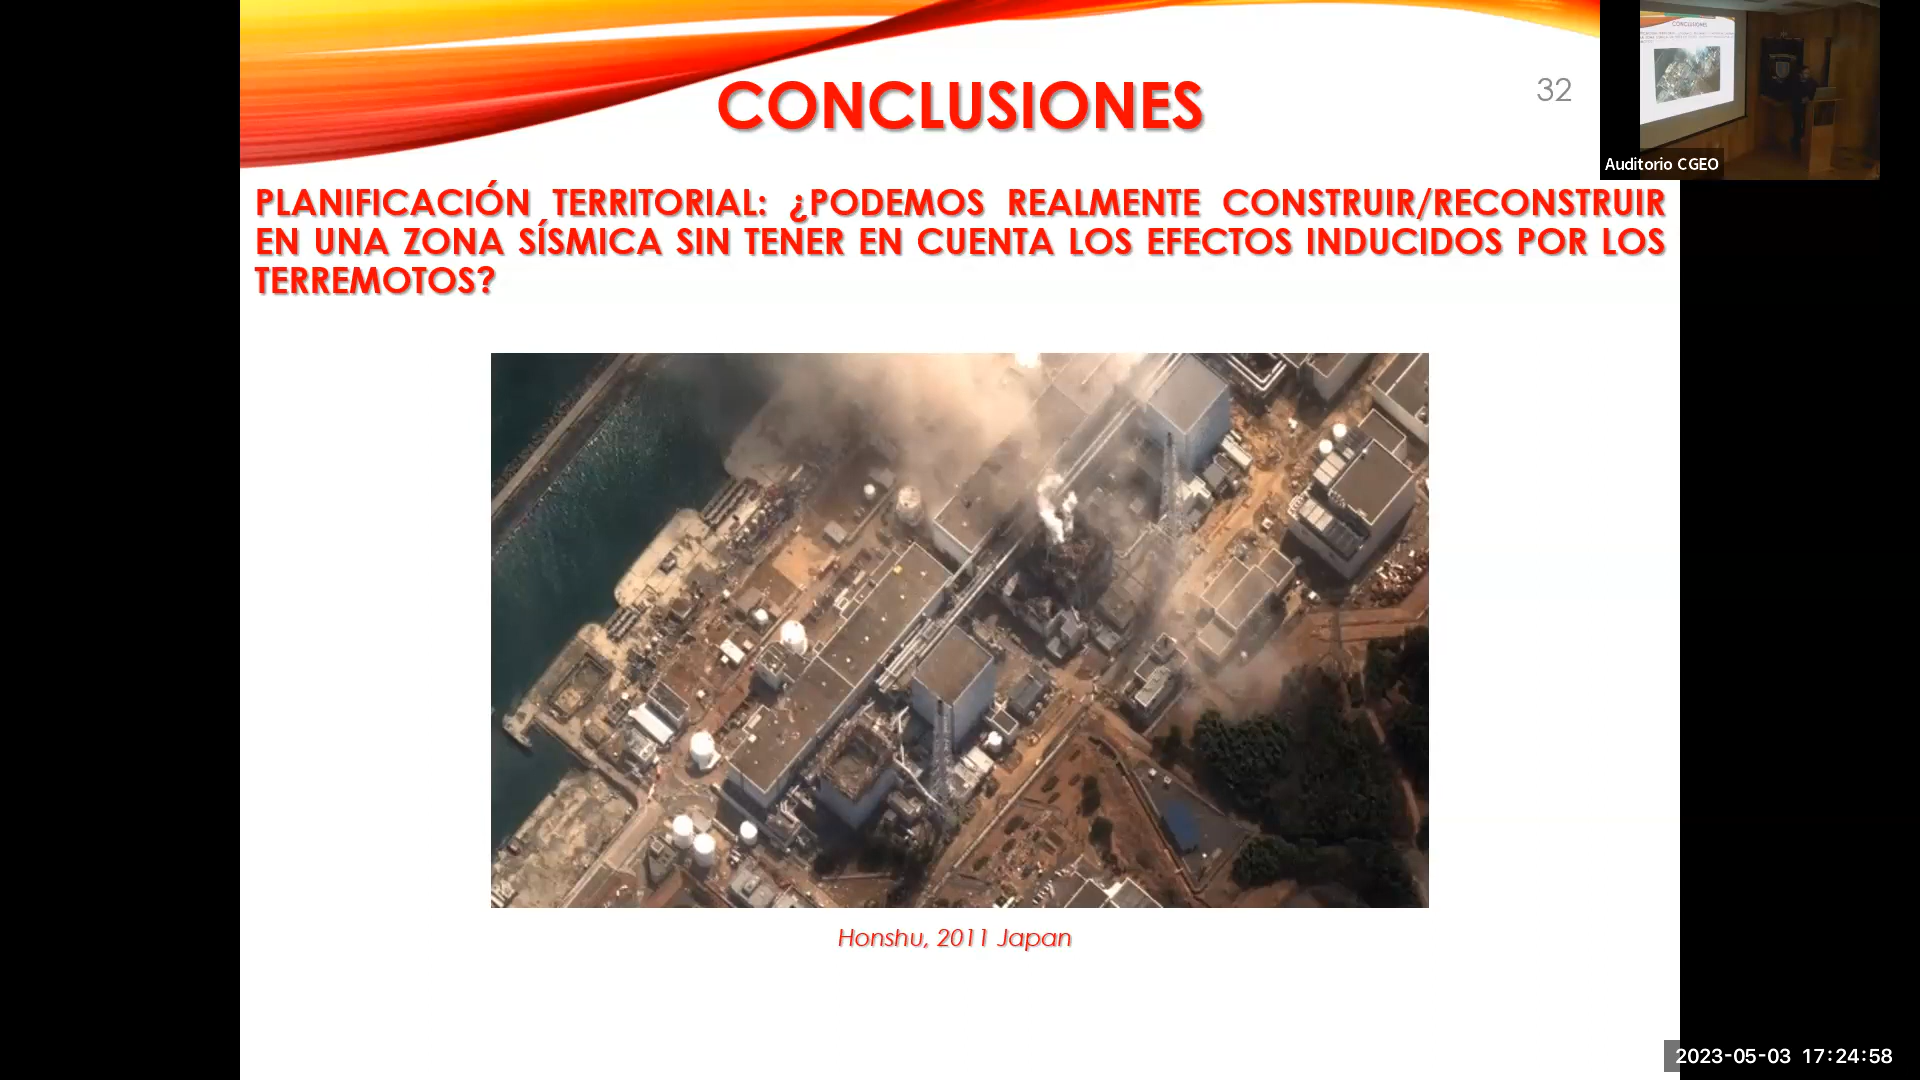 CONCLUSIONES
32
PLANIFICACIÓN TERRITORIAL: ¿PODEMOS REALMENTE CONSTRUIR/RECONSTRUIR
EN UNA ZONA SÍSMICA SIN TENER EN CUENTA LOS EFECTOS INDUCIDOS POR LOS
TERREMOTOS?
Honshu, 2011 Japan
CONCLUSIONES
Auditorio CGEO
2023-05-03 17:24:58